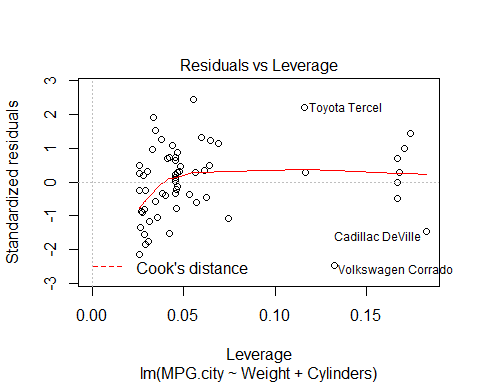 Residuals vs Leverage
Standardized residuals
3
2
1
0
-1
-2
-3
Toyota Tercel
Cadillac DeVille
Volkswagen Corrado
Cook's distance
0.00 0.05 0.10 0.15
Leverage
lm(MPG.city ~ Weight + Cylinders)